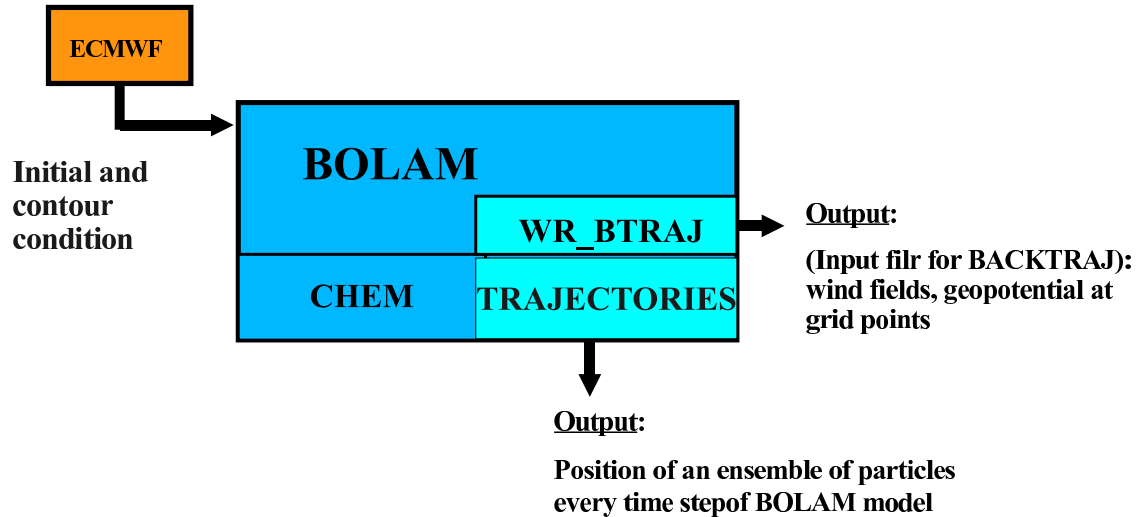 ECMWF
Initial and
contour
condition
BOLAM
WR_BTRAJ
CHEM
TRAJECTORIES
Output:
(Input filr for BACKTRAJ):
wind fields, geopotential at
grid points
Output:
Position of an ensemble of particles
every time stepof BOLAM model